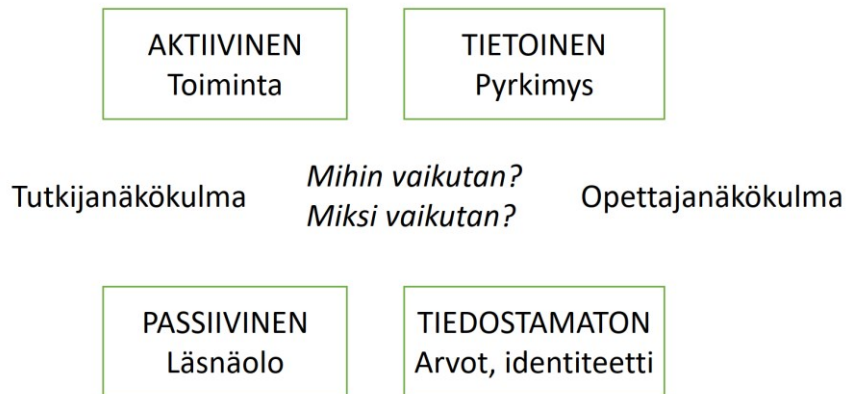 AKTIIVINEN
Toiminta
TIETOINEN
Pyrkimys
Tutkijanäkökulma
Mihin vaikutan?
Miksi vaikutan?
Opettajanäkökulma
PASSIIVINEN
Läsnäolo
TIEDOSTAMATON
Arvot, identiteetti